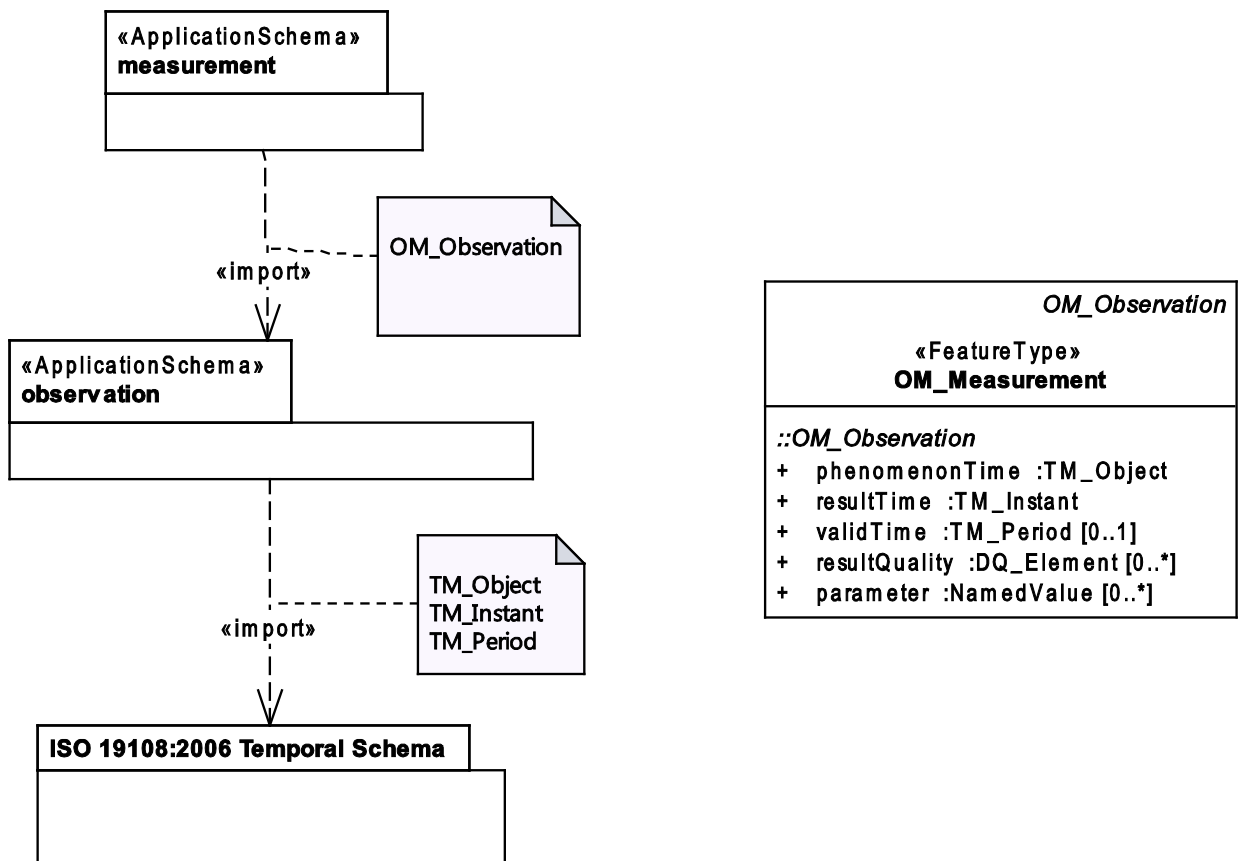 «ApplicationSchema»
measurement
OM_Observation
«import»
«ApplicationSchema»
observation
TM_Object
TM_Instant
TM_Period
«import»
ISO 19108:2006 Temporal Schema
OM_Observation
«FeatureType»
OM_Measurement
::OM_Observation
+ phenomenonTime :TM_Object
+ resultTime :TM_Instant
+ validTime :TM_Period [0..1]
+ resultQuality :DQ_Element [0..*]
+ parameter :NamedValue [0..*]